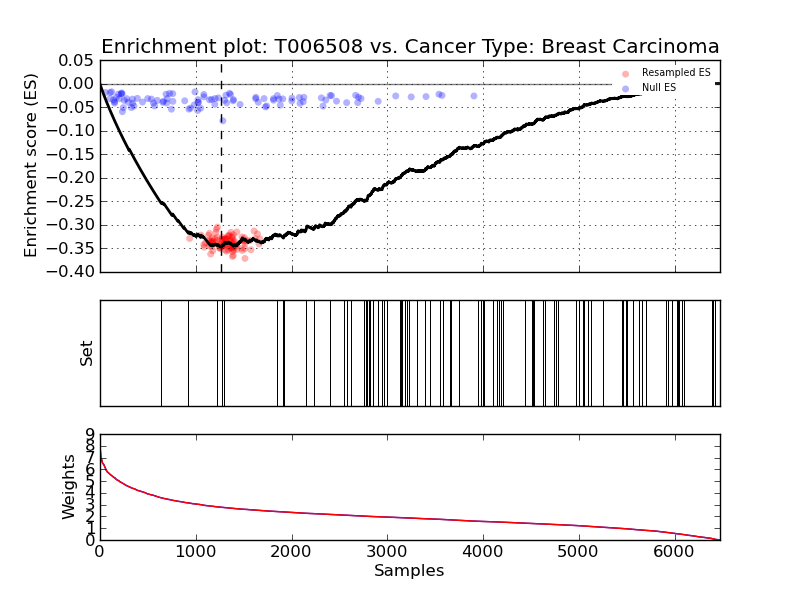 Enrichment plot: T006508 vs. Cancer Type: Breast Carcinoma
0.05
0.00
−0.05
−0.10
−0.15
−0.20
−0.25
−0.30
−0.35
−0.40
Enrichment score (ES)
Resampled ES
Null ES
Set
9
8
7
6
5
4
3
2
1
0
Weights
0 1000 2000 3000 4000 5000 6000
Samples